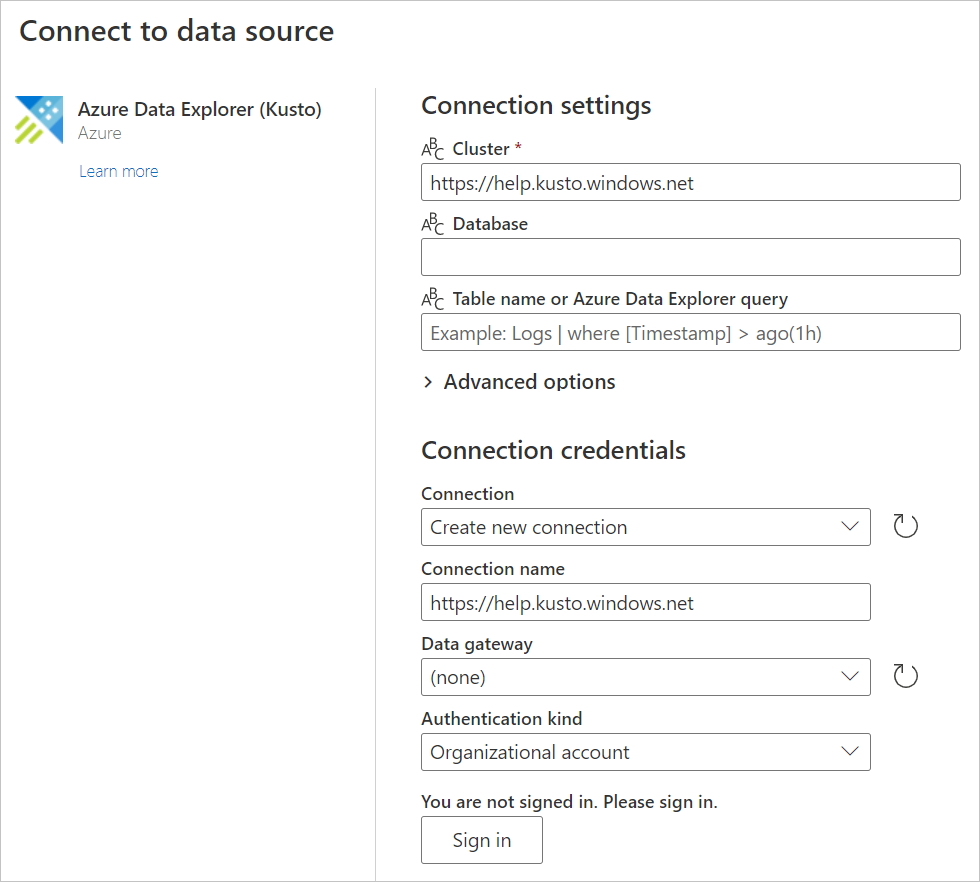 Connect to data source
Azure Data Explorer (Kusto)
Azure
Learn more
Connection settings
ABC Cluster *
https://help.kusto.windows.net
ABC Database
ABC Table name or Azure Data Explorer query
Example: Logs | where [Timestamp] > ago(1h)
Advanced options
Connection credentials
Connection
Create new connection
Connection name
https://help.kusto.windows.net
Data gateway
(none)
Authentication kind
Organizational account
You are not signed in. Please sign in.
Sign in